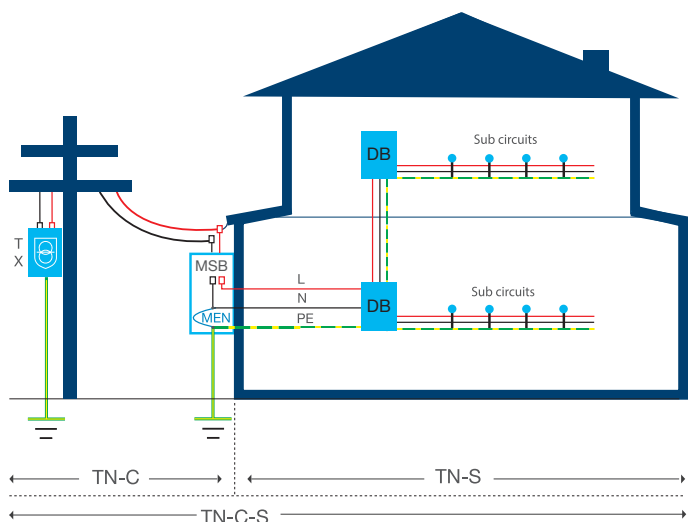 DB
Sub circuits
T
X
MSB
L
N
MEN
PE
DB
Sub circuits
TN-C
TN-S
TN-C-S